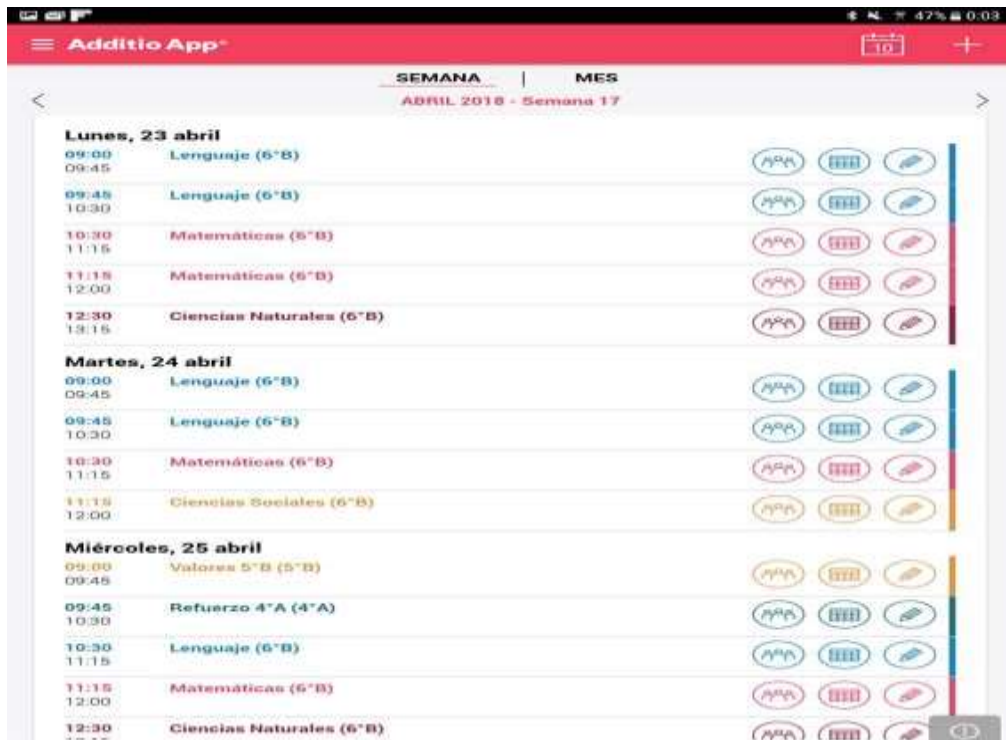 47% 0:03
Additio App®
10
SEMANA | MES
< ABRIL 2018 - Semana 17 >
Lunes, 23 abril
09:00 Lenguaje (6°B)
09:45
09:45 Lenguaje (6°B)
10:30
10:30 Matemáticas (6°B)
11:15
11:15 Matemáticas (6°B)
12:00
12:30 Ciencias Naturales (6°B)
13:15
Martes, 24 abril
09:00 Lenguaje (6°B)
09:45
09:45 Lenguaje (6°B)
10:30
10:30 Matemáticas (6°B)
11:15
11:15 Ciencias Sociales (6°B)
12:00
Miércoles, 25 abril
09:00 Valores 5°B (5°B)
09:45
09:45 Refuerzo 4°A (4°A)
10:30
10:30 Lenguaje (6°B)
11:15
11:15 Matemáticas (6°B)
12:00
12:30 Ciencias Naturales (6°B)